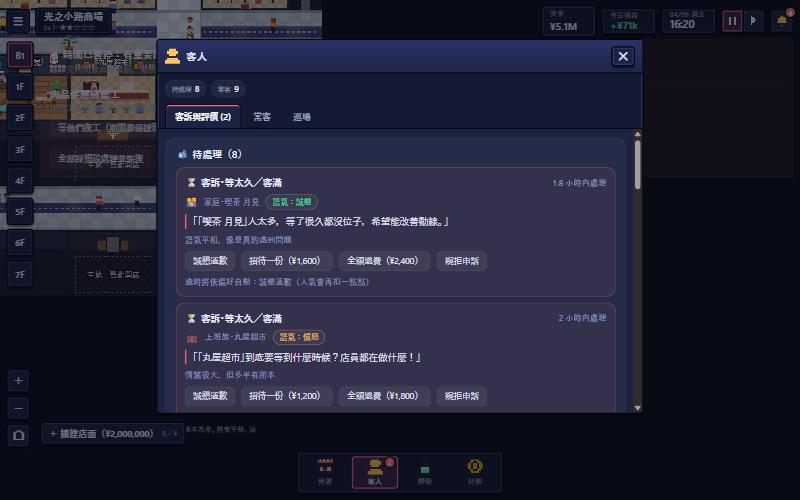 光之小路商場
Lv.1·★☆☆☆☆
資金
¥5.1M
今日損益
+¥71k
04/09 週五
16:20
4
B1
1F
2F
3F
4F
5F
6F
7F
客人
待處理 8
常客 9
客訴與評價 (2)
常客
巡場
待處理（8）
客訴·等太久／客滿
1.8 小時內處理
家庭·喫茶 月見
語氣：誠懇
「「喫茶 月見」人太多，等了很久都沒位子，希望能改善動線。」
語氣平和，像是真的遇到問題
誠懇道歉
招待一份（¥1,600）
全額退費（¥2,400）
婉拒申訴
逾時將依偏好自動：誠懇道歉（人氣會再扣一點點）
客訴·等太久／客滿
2 小時內處理
上班族·丸屋超市
語氣：憤怒
「「丸屋超市」到底要等到什麼時候？店員都在做什麼！」
情緒很大，但多半有所本
誠懇道歉
招待一份（¥1,200）
全額退費（¥1,800）
婉拒申訴
+
−
+ 擴建店面（¥2,000,000） 0/4
營運
客人
2
開發
財務